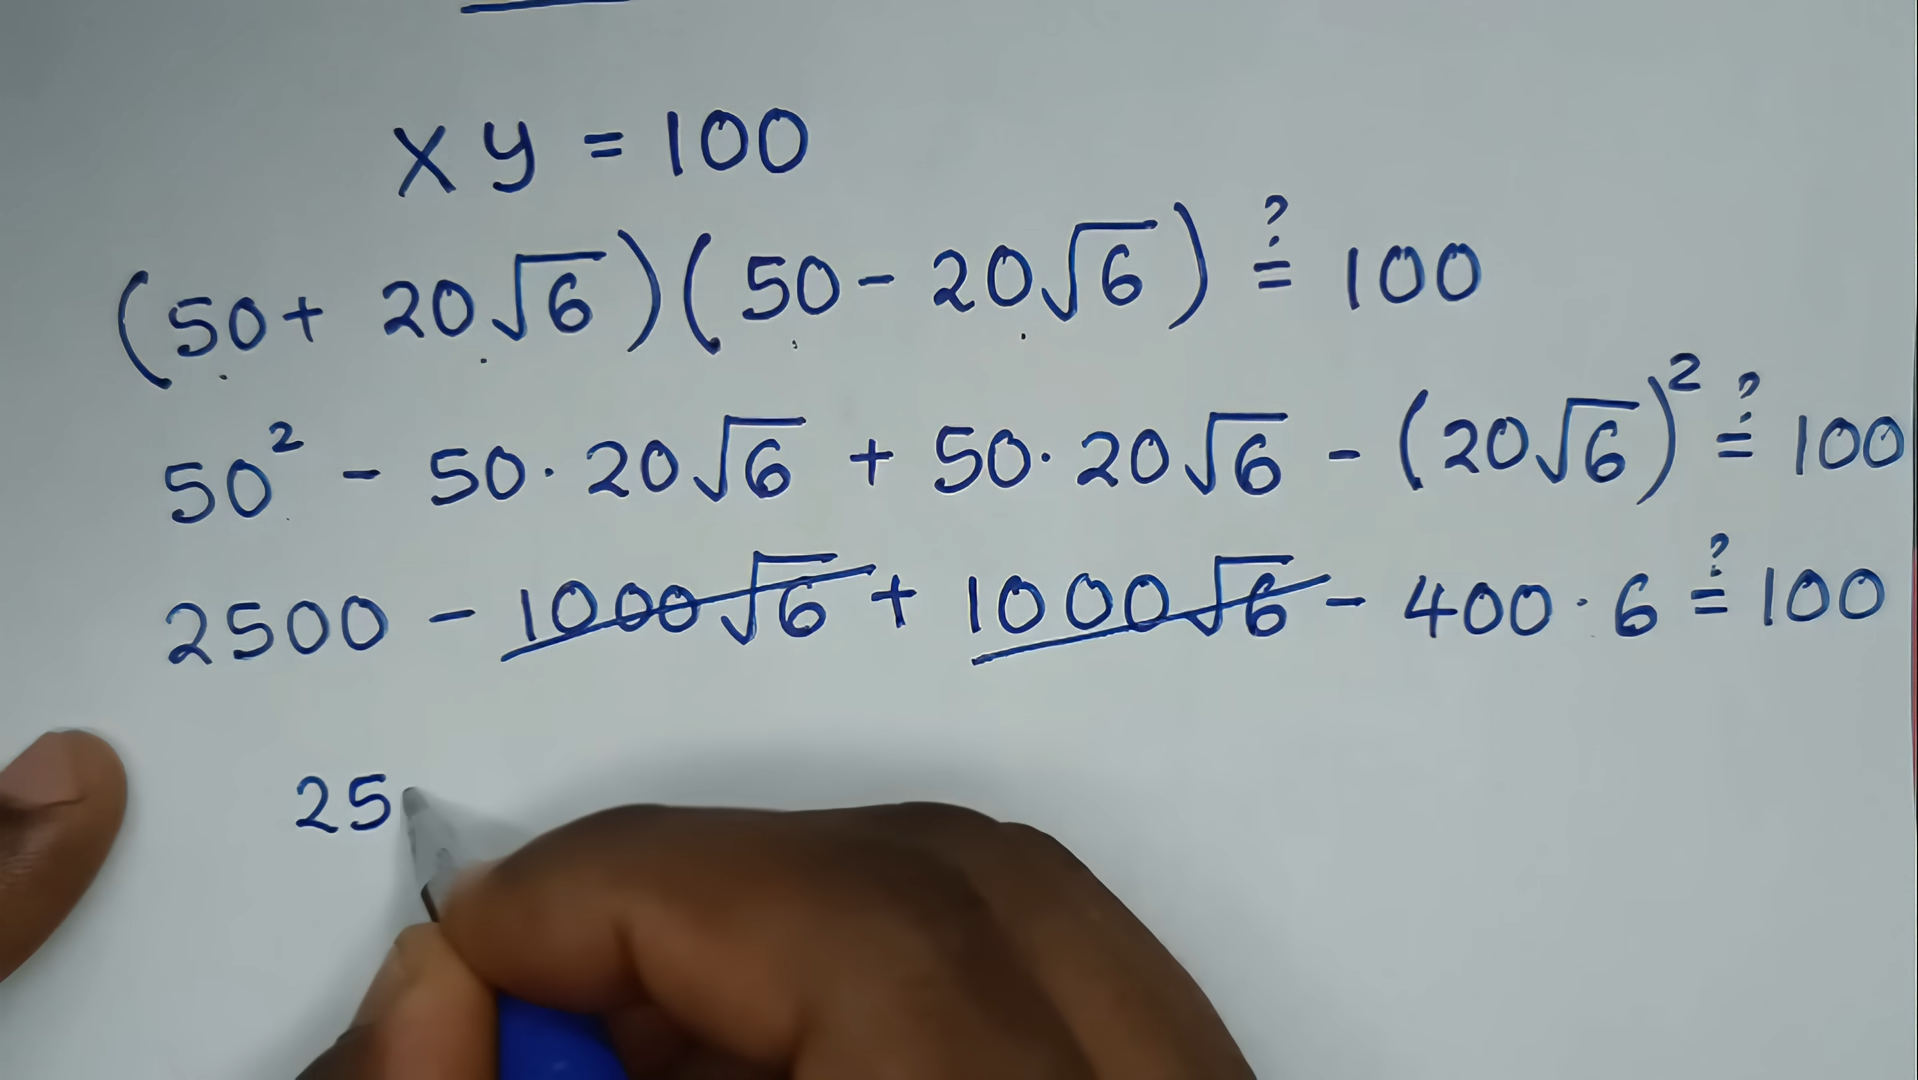 x y = 100
(50 + 20√6)(50 - 20√6) ≟ 100
50² - 50 · 20√6 + 50 · 20√6 - (20√6)² ≟ 100
2500 - 1000√6 + 1000√6 - 400 · 6 ≟ 100
25